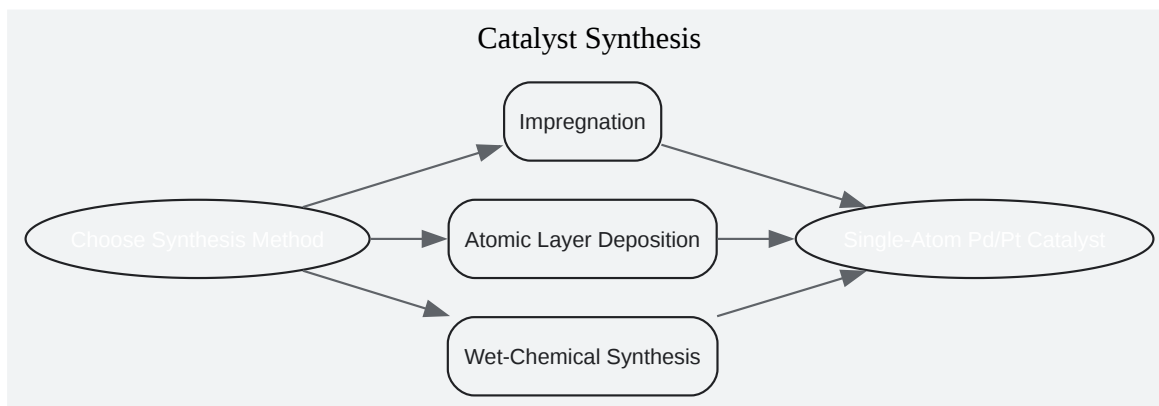 Catalyst Synthesis
Impregnation
Choose Synthesis Method
Atomic Layer Deposition
Single-Atom Pd/Pt Catalyst
Wet-Chemical Synthesis